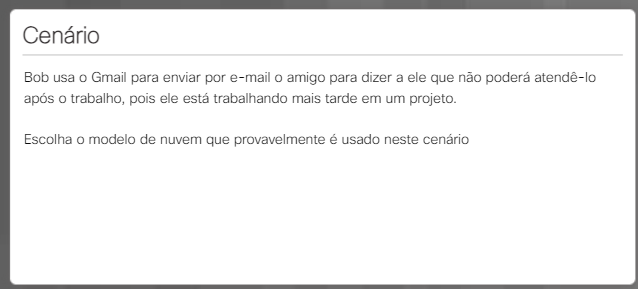 Cenário
Bob usa o Gmail para enviar por e-mail o amigo para dizer a ele que não poderá atendê-lo
após o trabalho, pois ele está trabalhando mais tarde em um projeto.
Escolha o modelo de nuvem que provavelmente é usado neste cenário